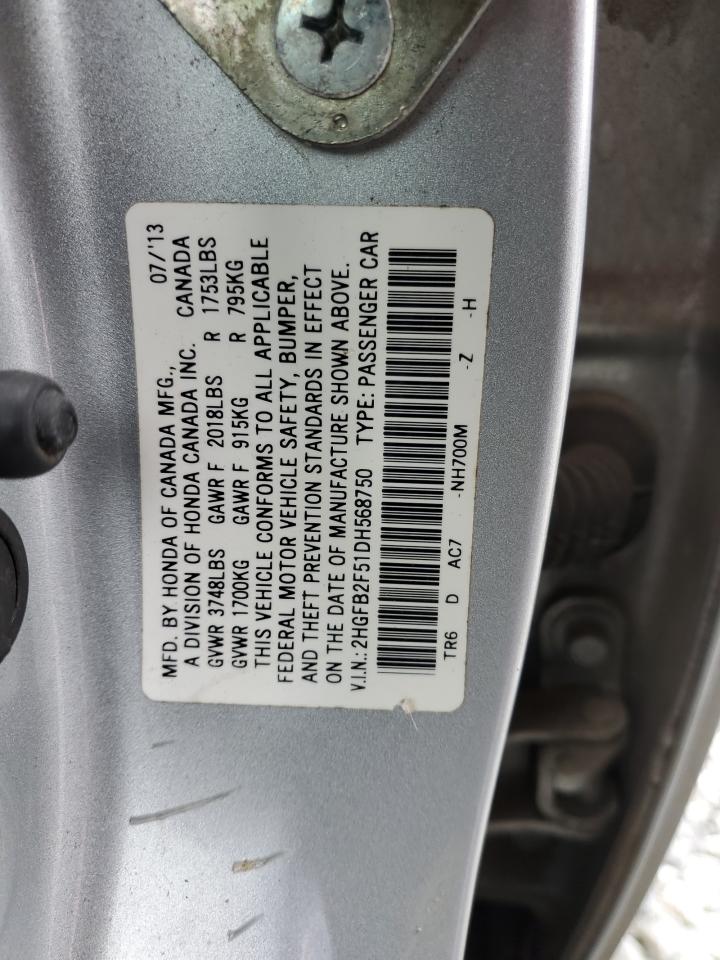 MFD. BY HONDA OF CANADA MFG., 07/'13
A DIVISION OF HONDA CANADA INC. CANADA
GVWR 3748LBS GAWR F 2018LBS R 1753LBS
GVWR 1700KG GAWR F 915KG R 795KG
THIS VEHICLE CONFORMS TO ALL APPLICABLE
FEDERAL MOTOR VEHICLE SAFETY, BUMPER,
AND THEFT PREVENTION STANDARDS IN EFFECT
ON THE DATE OF MANUFACTURE SHOWN ABOVE.
V.I.N.: 2HGFB2F51DH568750 TYPE: PASSENGER CAR
TR6 D AC7 -NH700M -Z -H